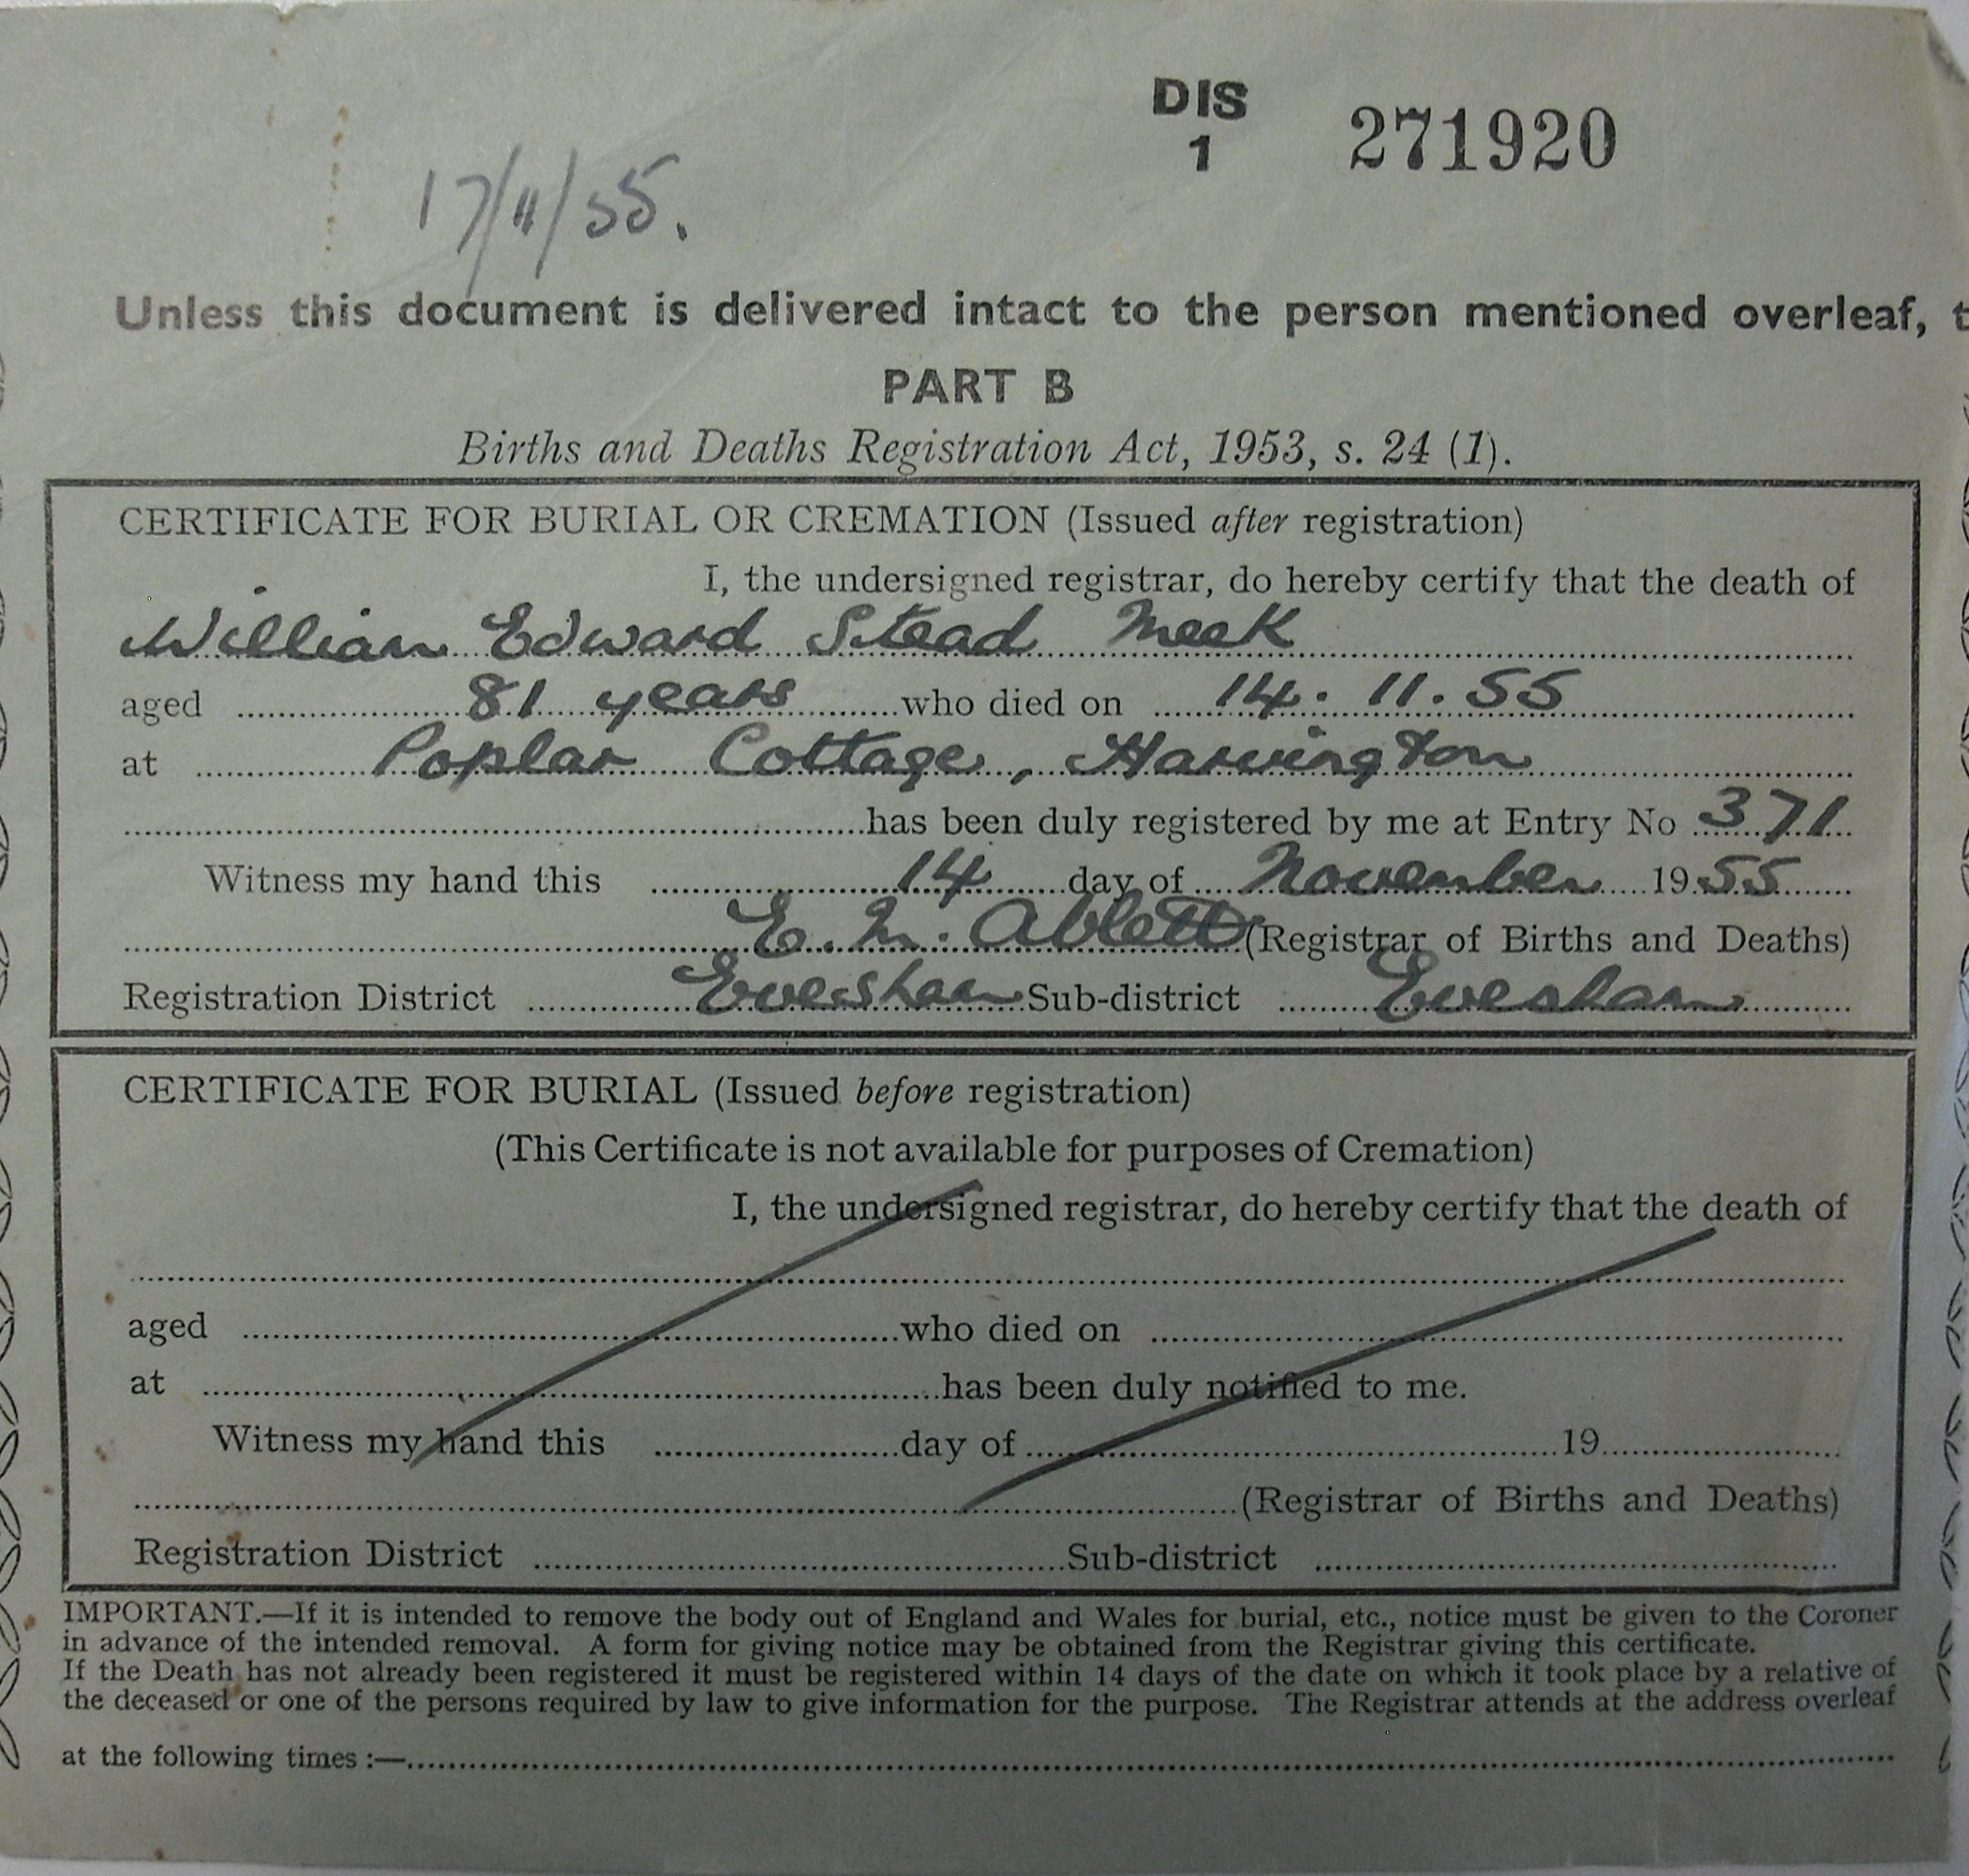 DIS
1
271920
17/11/55.
Unless this document is delivered intact to the person mentioned overleaf, t
PART B
Births and Deaths Registration Act, 1953, s. 24 (1).
CERTIFICATE FOR BURIAL OR CREMATION (Issued after registration)
I, the undersigned registrar, do hereby certify that the death of
William Edward Stead Meek
aged 81 years who died on 14. 11. 55
at Poplar Cottage, Harvington
has been duly registered by me at Entry No 371
Witness my hand this 14 day of November 1955
E. M. Ablett (Registrar of Births and Deaths)
Registration District Evesham Sub-district Evesham
CERTIFICATE FOR BURIAL (Issued before registration)
(This Certificate is not available for purposes of Cremation)
I, the undersigned registrar, do hereby certify that the death of
aged who died on
at has been duly notified to me.
Witness my hand this day of 19
(Registrar of Births and Deaths)
Registration District Sub-district
IMPORTANT.—If it is intended to remove the body out of England and Wales for burial, etc., notice must be given to the Coroner
in advance of the intended removal. A form for giving notice may be obtained from the Registrar giving this certificate.
If the Death has not already been registered it must be registered within 14 days of the date on which it took place by a relative of
the deceased or one of the persons required by law to give information for the purpose. The Registrar attends at the address overleaf
at the following times :—